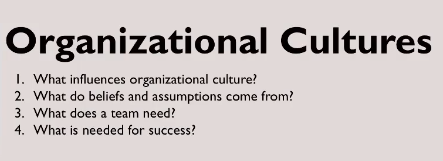 Organizational Cultures
1. What influences organizational culture?
2. What do beliefs and assumptions come from?
3. What does a team need?
4. What is needed for success?